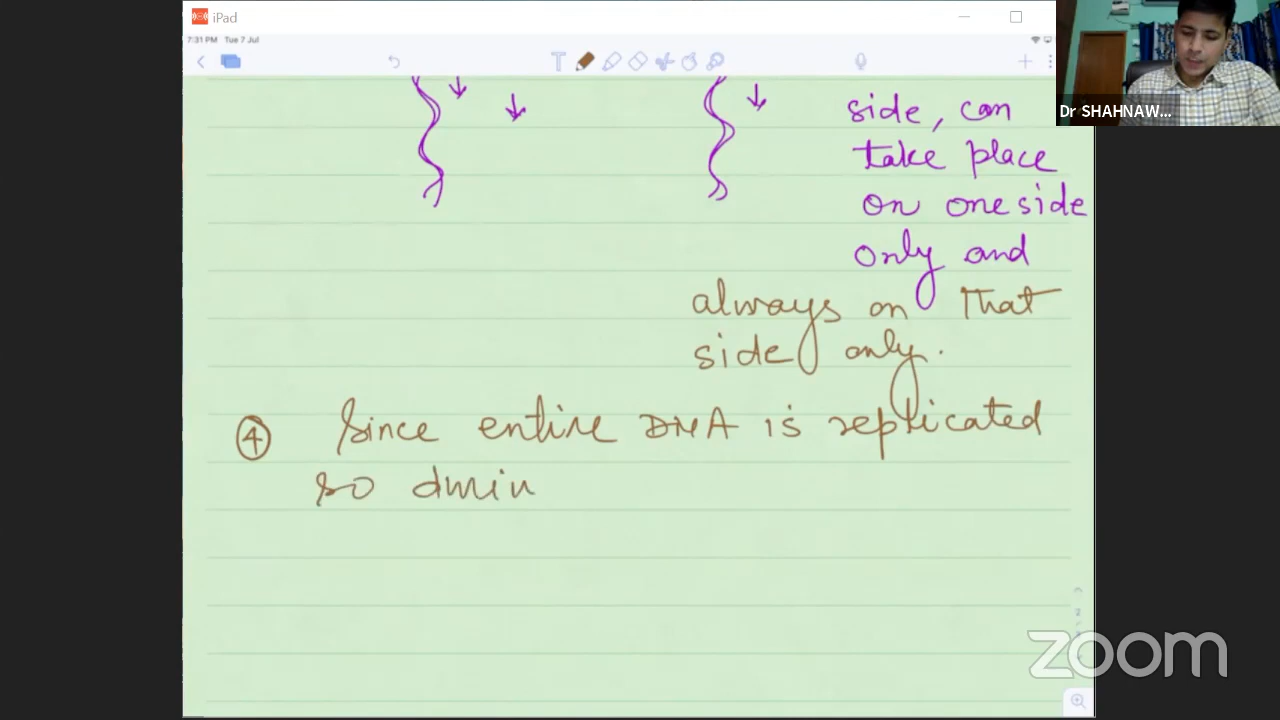 iPad
7:31 PM Tue 7 Jul
Dr SHAHNAW...
side, can
take place
on one side
only and
always on that
side only.
④ Since entire DNA is replicated
so dmin
zoom